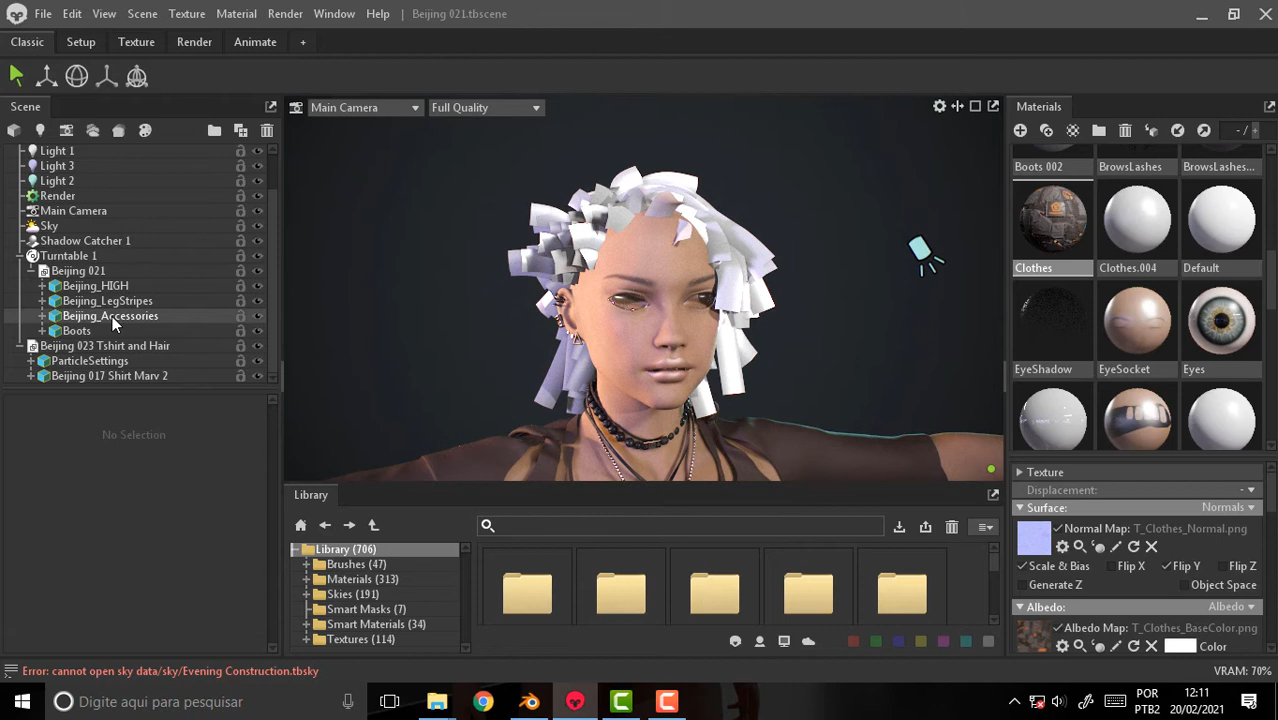 File Edit View Scene Texture Material Render Window Help Beijing 021.tbscene
Classic Setup Texture Render Animate +
Scene
Light 1
Light 3
Light 2
Render
Main Camera
Sky
Shadow Catcher 1
Turntable 1
Beijing 021
Beijing_HIGH
Beijing_LegStripes
Beijing_Accessories
Boots
Beijing 023 Tshirt and Hair
ParticleSettings
Beijing 017 Shirt Marv 2
No Selection
Main Camera Full Quality
Library
Library (706)
Brushes (47)
Materials (313)
Skies (191)
Smart Masks (7)
Smart Materials (34)
Textures (114)
Materials
- / +
Boots 002 BrowsLashes BrowsLashes...
Clothes Clothes.004 Default
EyeShadow EyeSocket Eyes
Texture
Displacement: -
Surface: Normals
Normal Map: T_Clothes_Normal.png
Scale & Bias Flip X Flip Y Flip Z
Generate Z Object Space
Albedo: Albedo
Albedo Map: T_Clothes_BaseColor.png
Color
Error: cannot open sky data/sky/Evening Construction.tbsky
VRAM: 70%
Digite aqui para pesquisar
POR
PTB2
12:11
20/02/2021